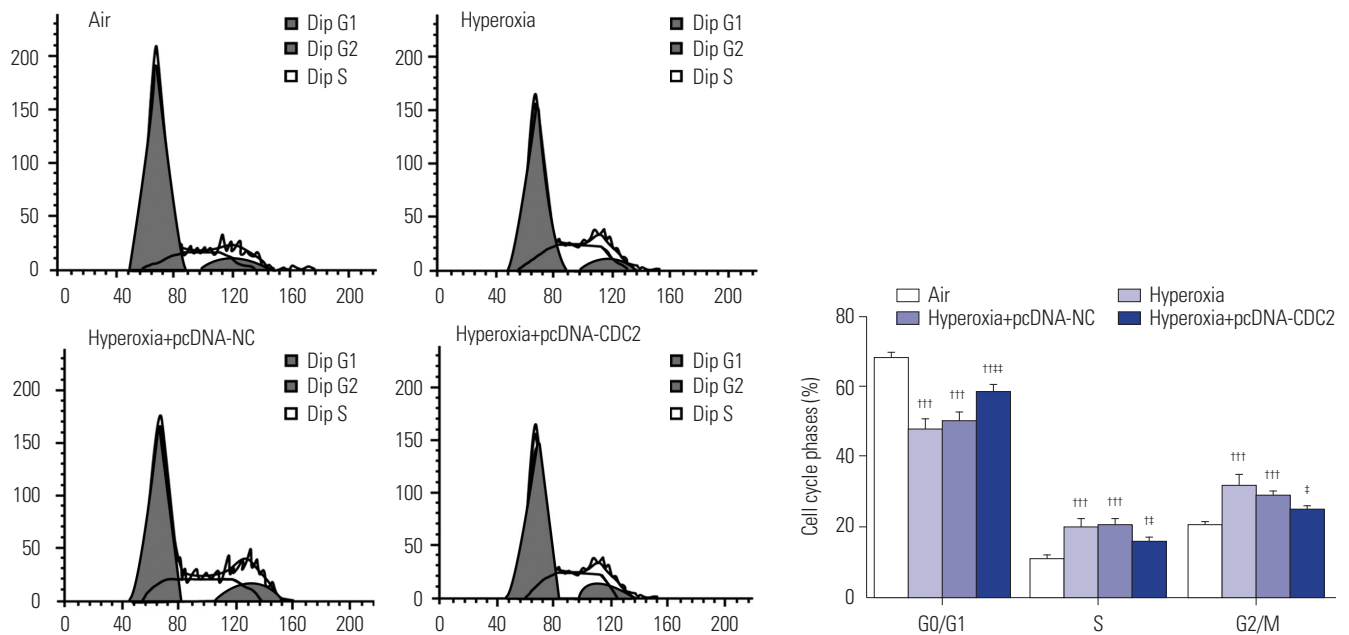 Air
Dip G1
Dip G2
Dip S
200
150
100
50
0
0 40 80 120 160 200
Hyperoxia
Dip G1
Dip G2
Dip S
200
150
100
50
0
0 40 80 120 160 200
Hyperoxia+pcDNA-NC
Dip G1
Dip G2
Dip S
200
150
100
50
0
0 40 80 120 160 200
Hyperoxia+pcDNA-CDC2
Dip G1
Dip G2
Dip S
200
150
100
50
0
0 40 80 120 160 200
Air Hyperoxia
Hyperoxia+pcDNA-NC Hyperoxia+pcDNA-CDC2
Cell cycle phases (%)
80
60
40
20
0
††† ††† ††‡‡
††† ††† †‡
††† ††† ‡
G0/G1 S G2/M